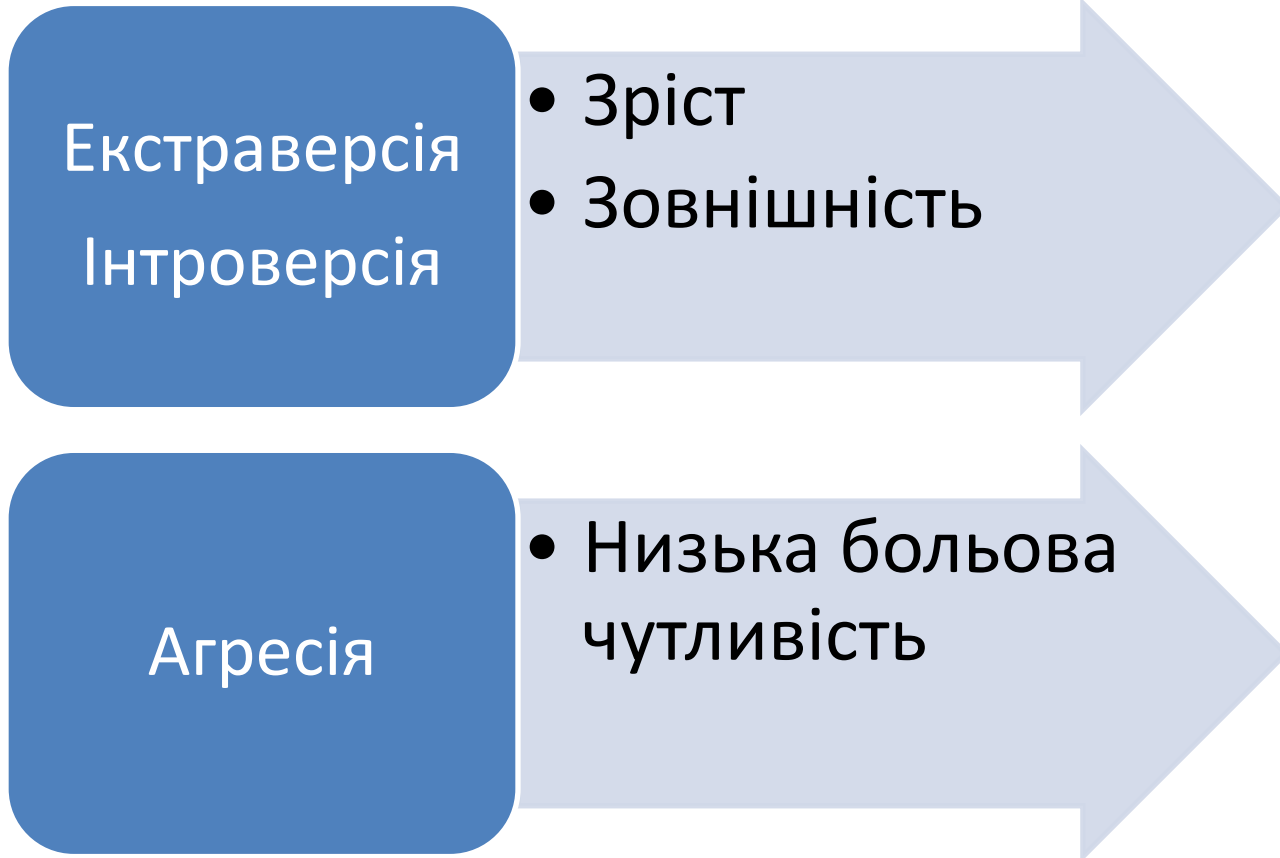 Екстраверсія
Інтроверсія
• Зріст
• Зовнішність
Агресія
• Низька больова
чутливість